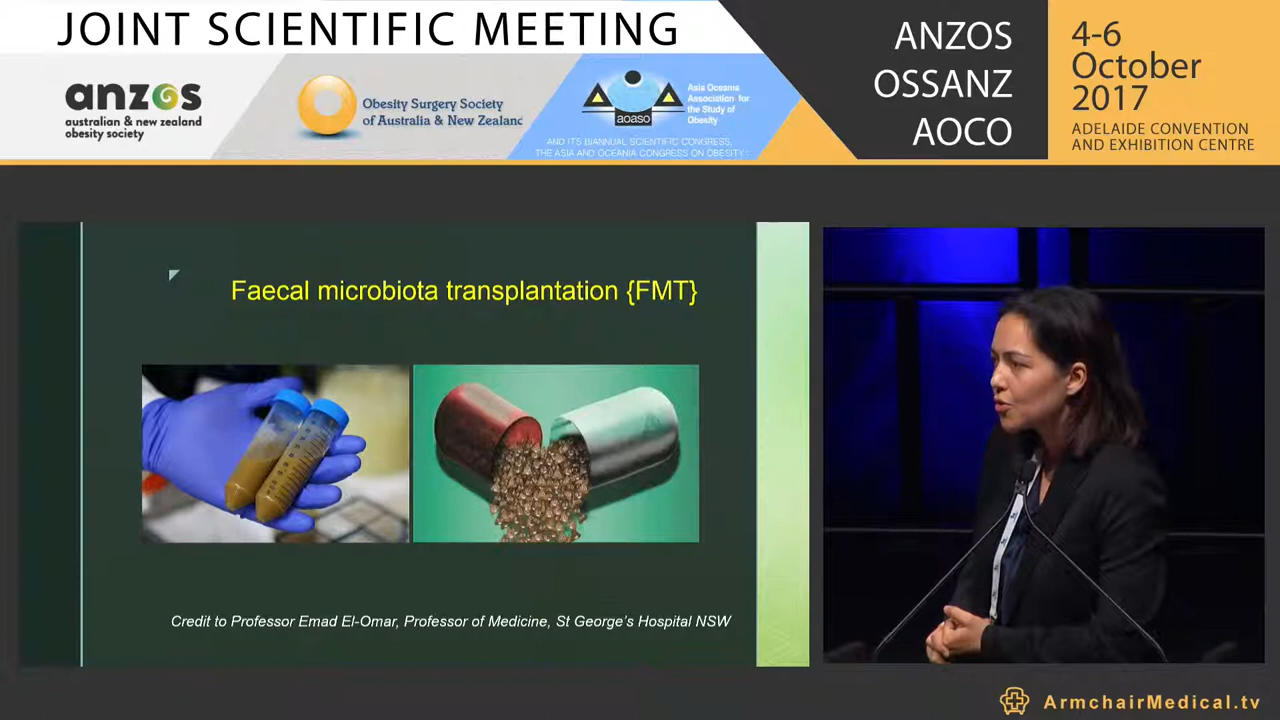 JOINT SCIENTIFIC MEETING
anzos
australian & new zealand
obesity society
Obesity Surgery Society
of Australia & New Zealand
aoaso
Asia Oceania
Association for
the Study of
Obesity
AND ITS BIANNUAL SCIENTIFIC CONGRESS,
THE ASIA AND OCEANIA CONGRESS ON OBESITY
ANZOS
OSSANZ
AOCO
4-6
October
2017
ADELAIDE CONVENTION
AND EXHIBITION CENTRE
Faecal microbiota transplantation {FMT}
Credit to Professor Emad El-Omar, Professor of Medicine, St George's Hospital NSW
ArmchairMedical.tv